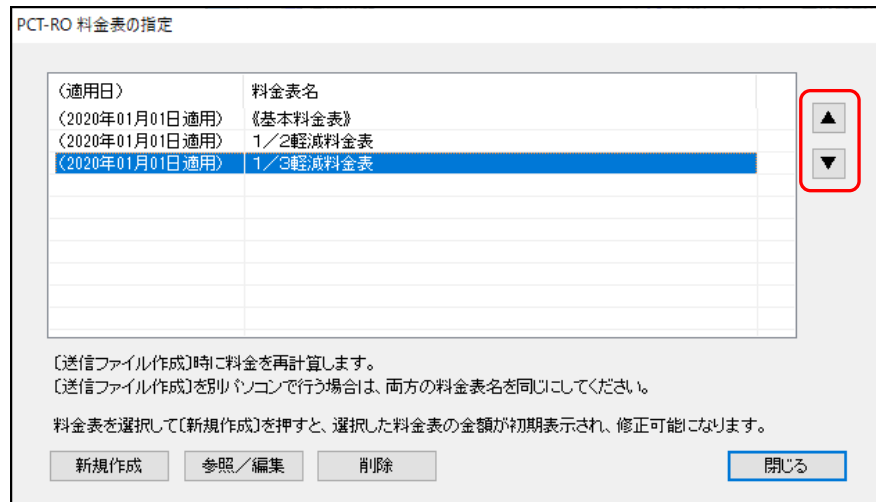 PCT-RO 料金表の指定
（適用日） 料金表名
（2020年01月01日適用） 《基本料金表》
（2020年01月01日適用） 1／2軽減料金表
（2020年01月01日適用） 1／3軽減料金表
▲
▼
〔送信ファイル作成〕時に料金を再計算します。
〔送信ファイル作成〕を別パソコンで行う場合は、両方の料金表名を同じにしてください。
料金表を選択して〔新規作成〕を押すと、選択した料金表の金額が初期表示され、修正可能になります。
新規作成 参照／編集 削除 閉じる